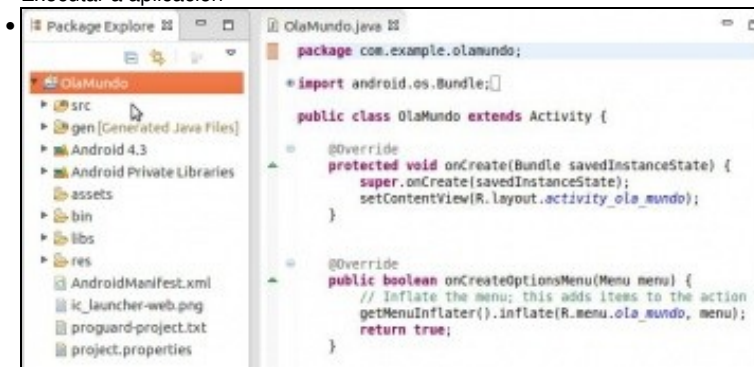 Executar a aplicación
Package Explore
OlaMundo
src
gen [Generated Java Files]
Android 4.3
Android Private Libraries
assets
bin
libs
res
AndroidManifest.xml
ic_launcher-web.png
proguard-project.txt
project.properties
OlaMundo.java
package com.example.olamundo;
import android.os.Bundle;
public class OlaMundo extends Activity {
@Override
protected void onCreate(Bundle savedInstanceState) {
super.onCreate(savedInstanceState);
setContentView(R.layout.activity_ola_mundo);
}
@Override
public boolean onCreateOptionsMenu(Menu menu) {
// Inflate the menu; this adds items to the action
getMenuInflater().inflate(R.menu.ola_mundo, menu);
return true;
}